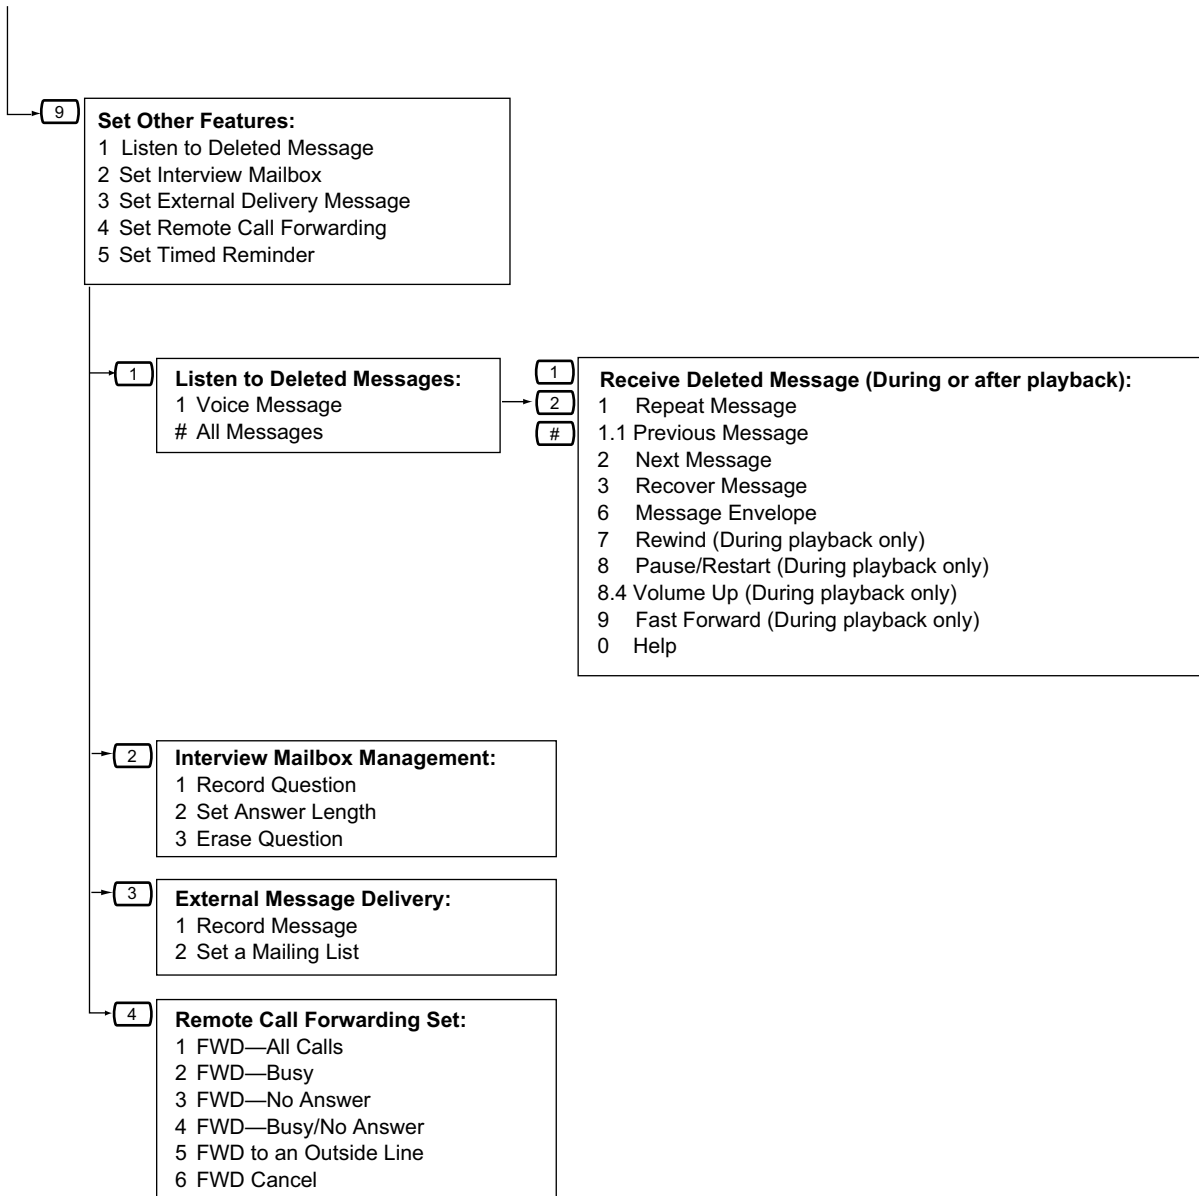 9
Set Other Features:
1 Listen to Deleted Message
2 Set Interview Mailbox
3 Set External Delivery Message
4 Set Remote Call Forwarding
5 Set Timed Reminder
1
Listen to Deleted Messages:
1 Voice Message
# All Messages
1
2
#
Receive Deleted Message (During or after playback):
1 Repeat Message
1.1 Previous Message
2 Next Message
3 Recover Message
6 Message Envelope
7 Rewind (During playback only)
8 Pause/Restart (During playback only)
8.4 Volume Up (During playback only)
9 Fast Forward (During playback only)
0 Help
2
Interview Mailbox Management:
1 Record Question
2 Set Answer Length
3 Erase Question
3
External Message Delivery:
1 Record Message
2 Set a Mailing List
4
Remote Call Forwarding Set:
1 FWD—All Calls
2 FWD—Busy
3 FWD—No Answer
4 FWD—Busy/No Answer
5 FWD to an Outside Line
6 FWD Cancel